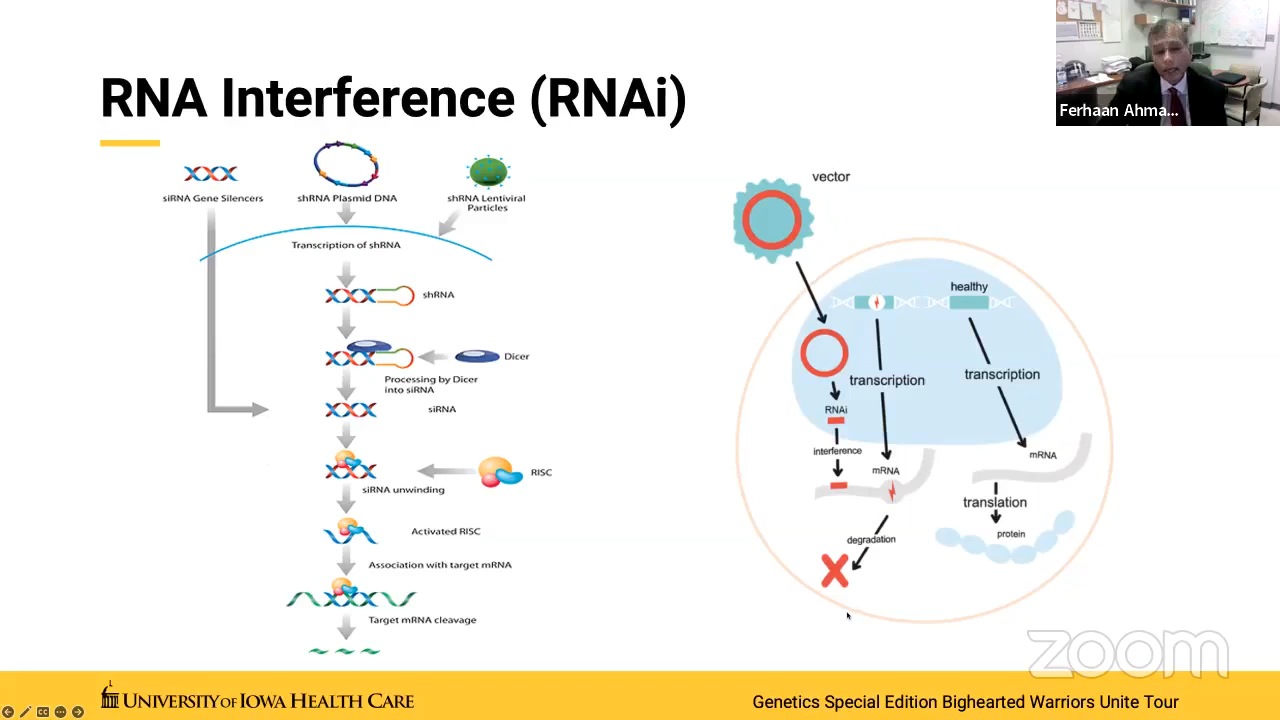 RNA Interference (RNAi)
Ferhaan Ahma...
siRNA Gene Silencers
shRNA Plasmid DNA
shRNA Lentiviral
Particles
Transcription of shRNA
shRNA
Dicer
Processing by Dicer
into siRNA
siRNA
RISC
siRNA unwinding
Activated RISC
Association with target mRNA
Target mRNA cleavage
vector
healthy
transcription
transcription
RNAi
interference
mRNA
mRNA
translation
protein
degradation
zoom
UNIVERSITY OF IOWA HEALTH CARE
Genetics Special Edition Bighearted Warriors Unite Tour